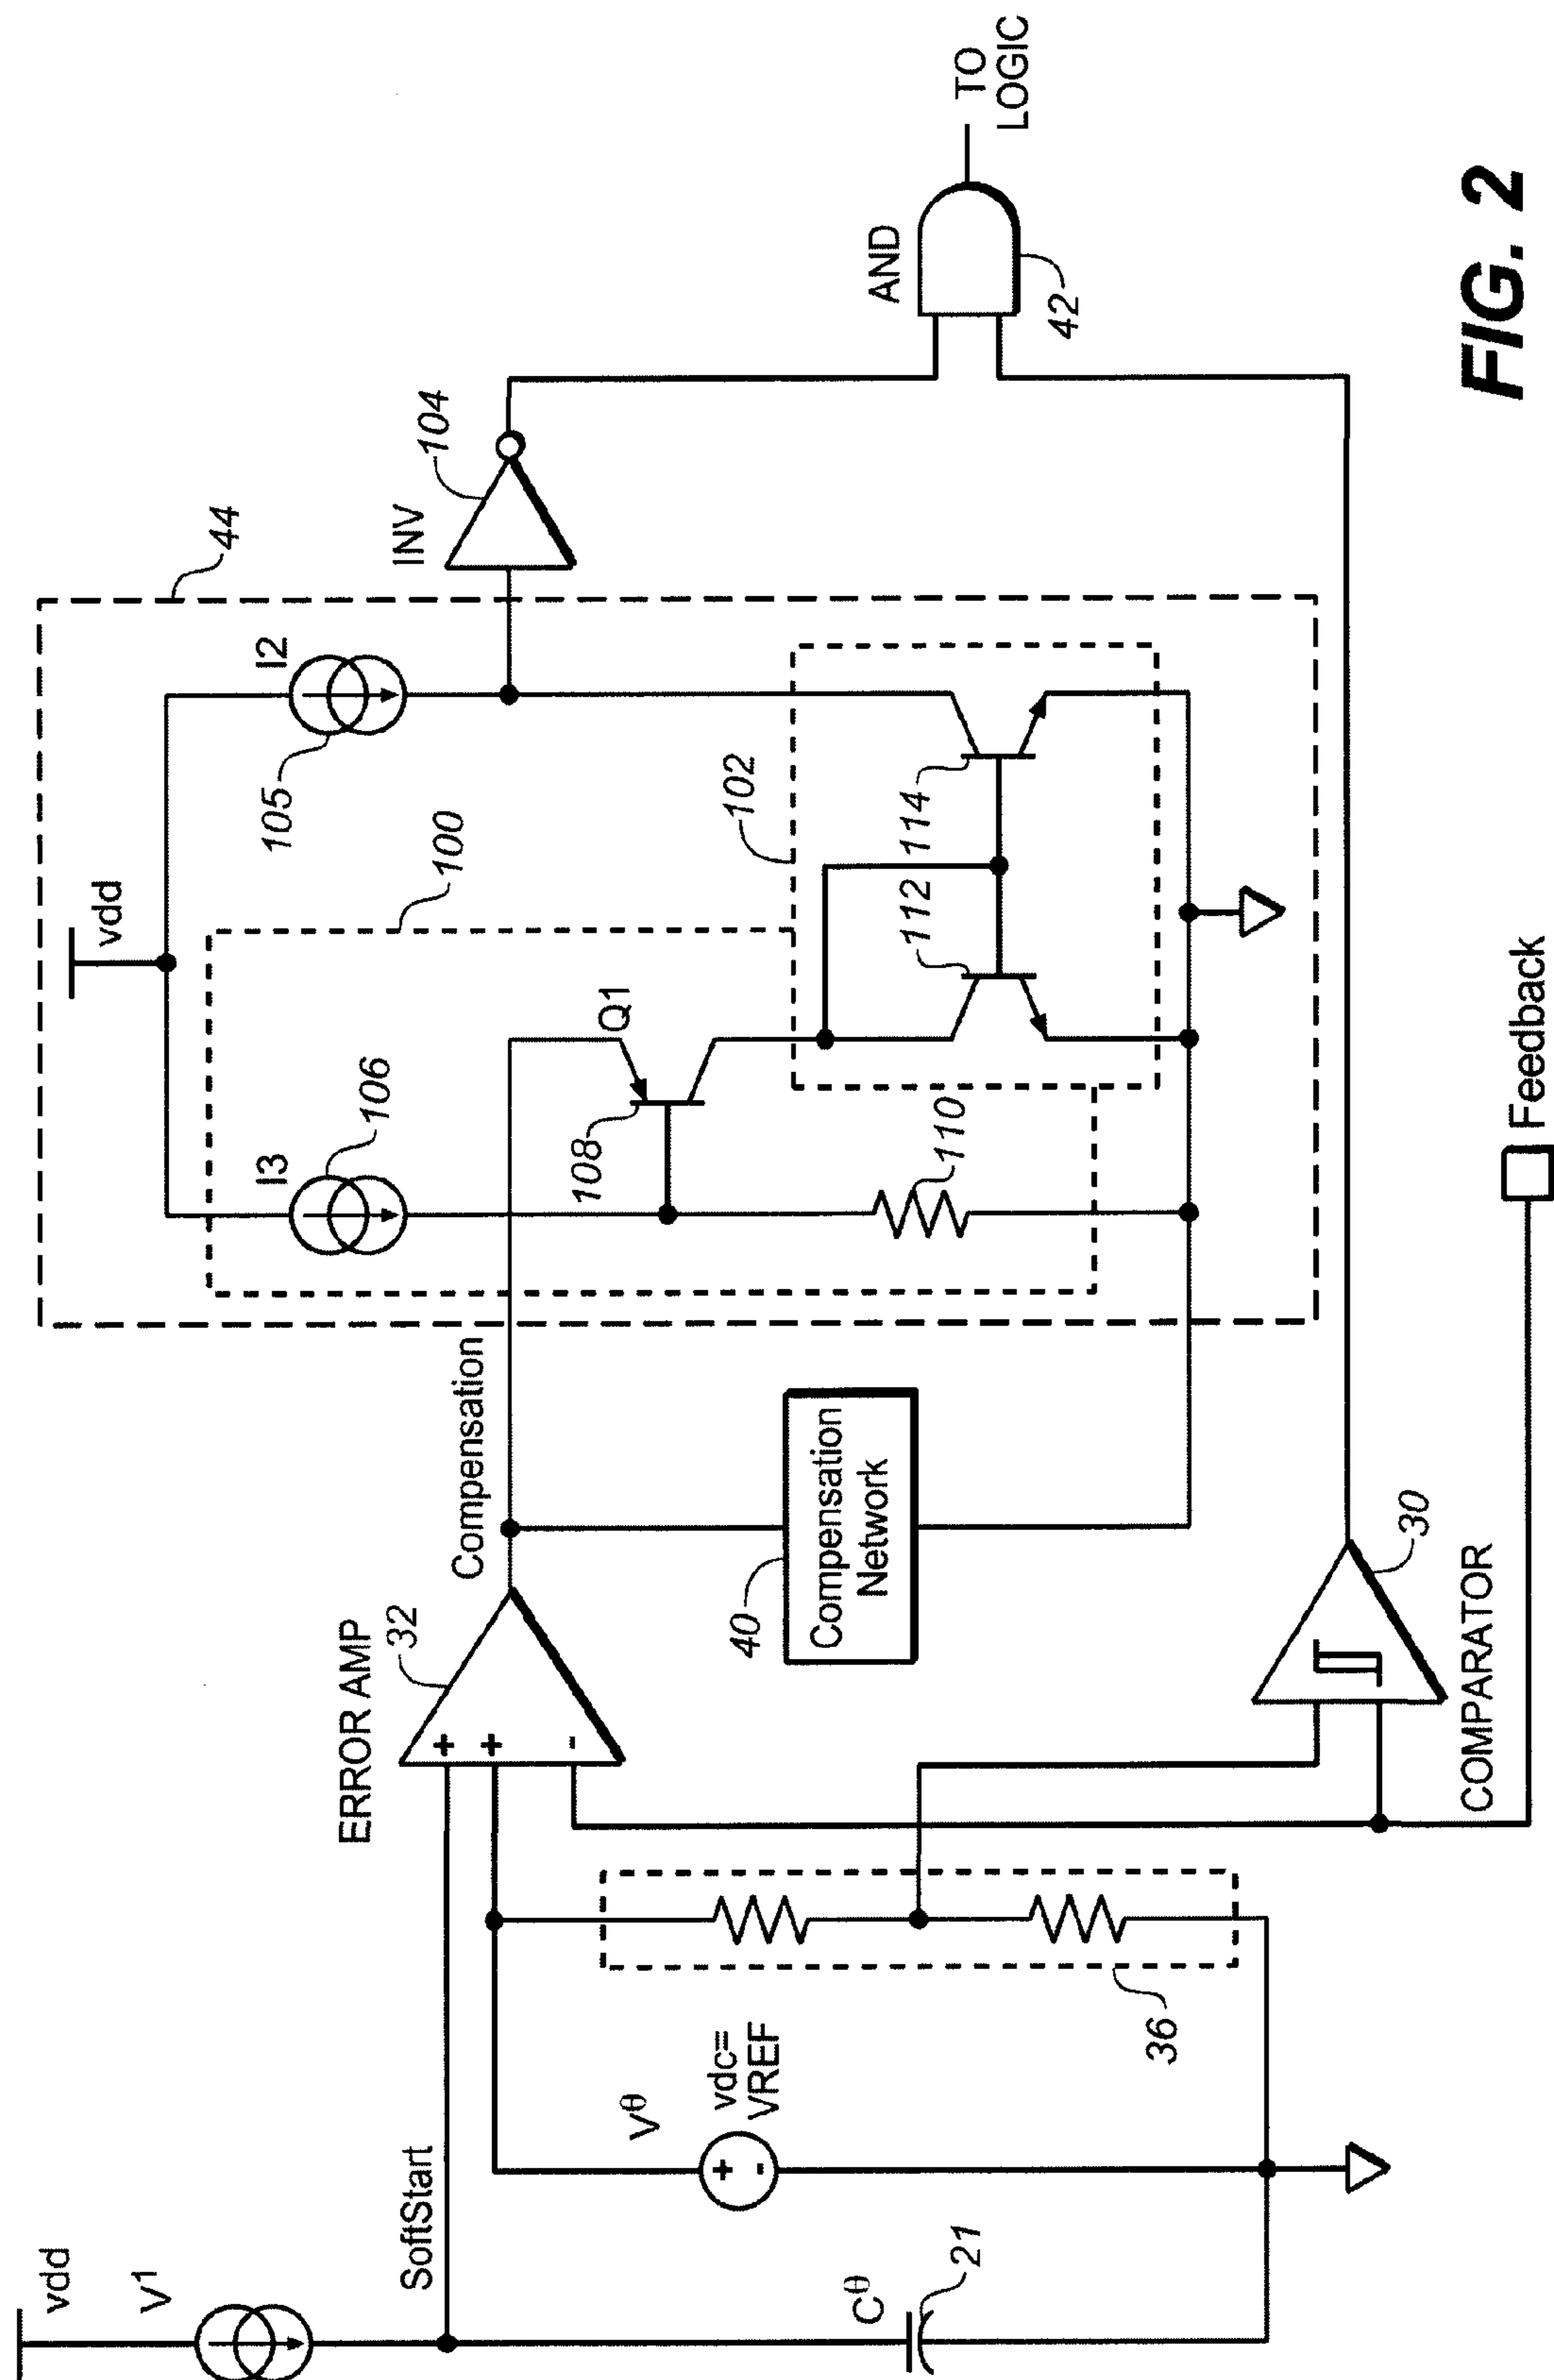 vdd
V1
SoftStart
Cθ
21
Vθ
vdc=
VREF
36
ERROR AMP
32
+
+
-
+
-
Compensation
40
Compensation
Network
COMPARATOR
30
Feedback
44
vdd
I3
106
I2
105
100
Q1
108
110
102
112
114
INV
104
AND
42
TO
LOGIC
FIG. 2